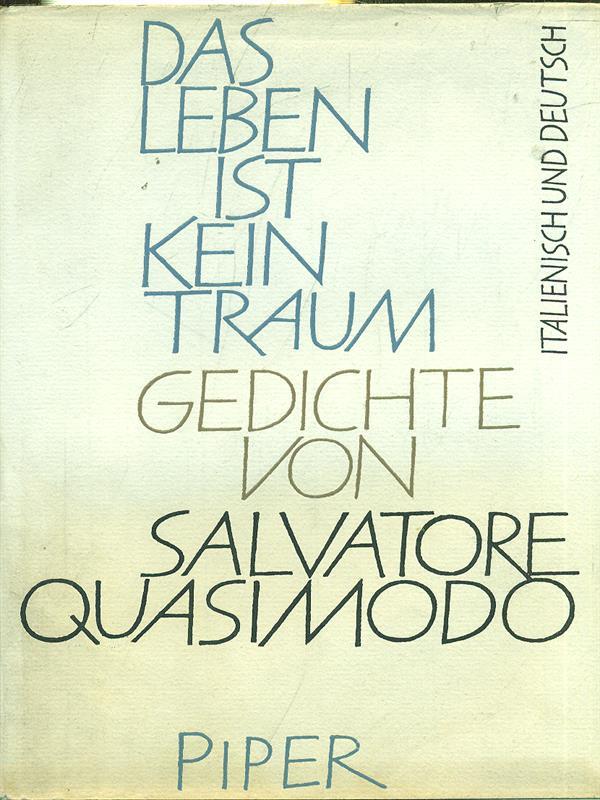 DAS
LEBEN
IST
KEIN
TRAUM
GEDICHTE
VON
SALVATORE
QUASIMODO
PIPER
ITALIENISCH UND DEUTSCH